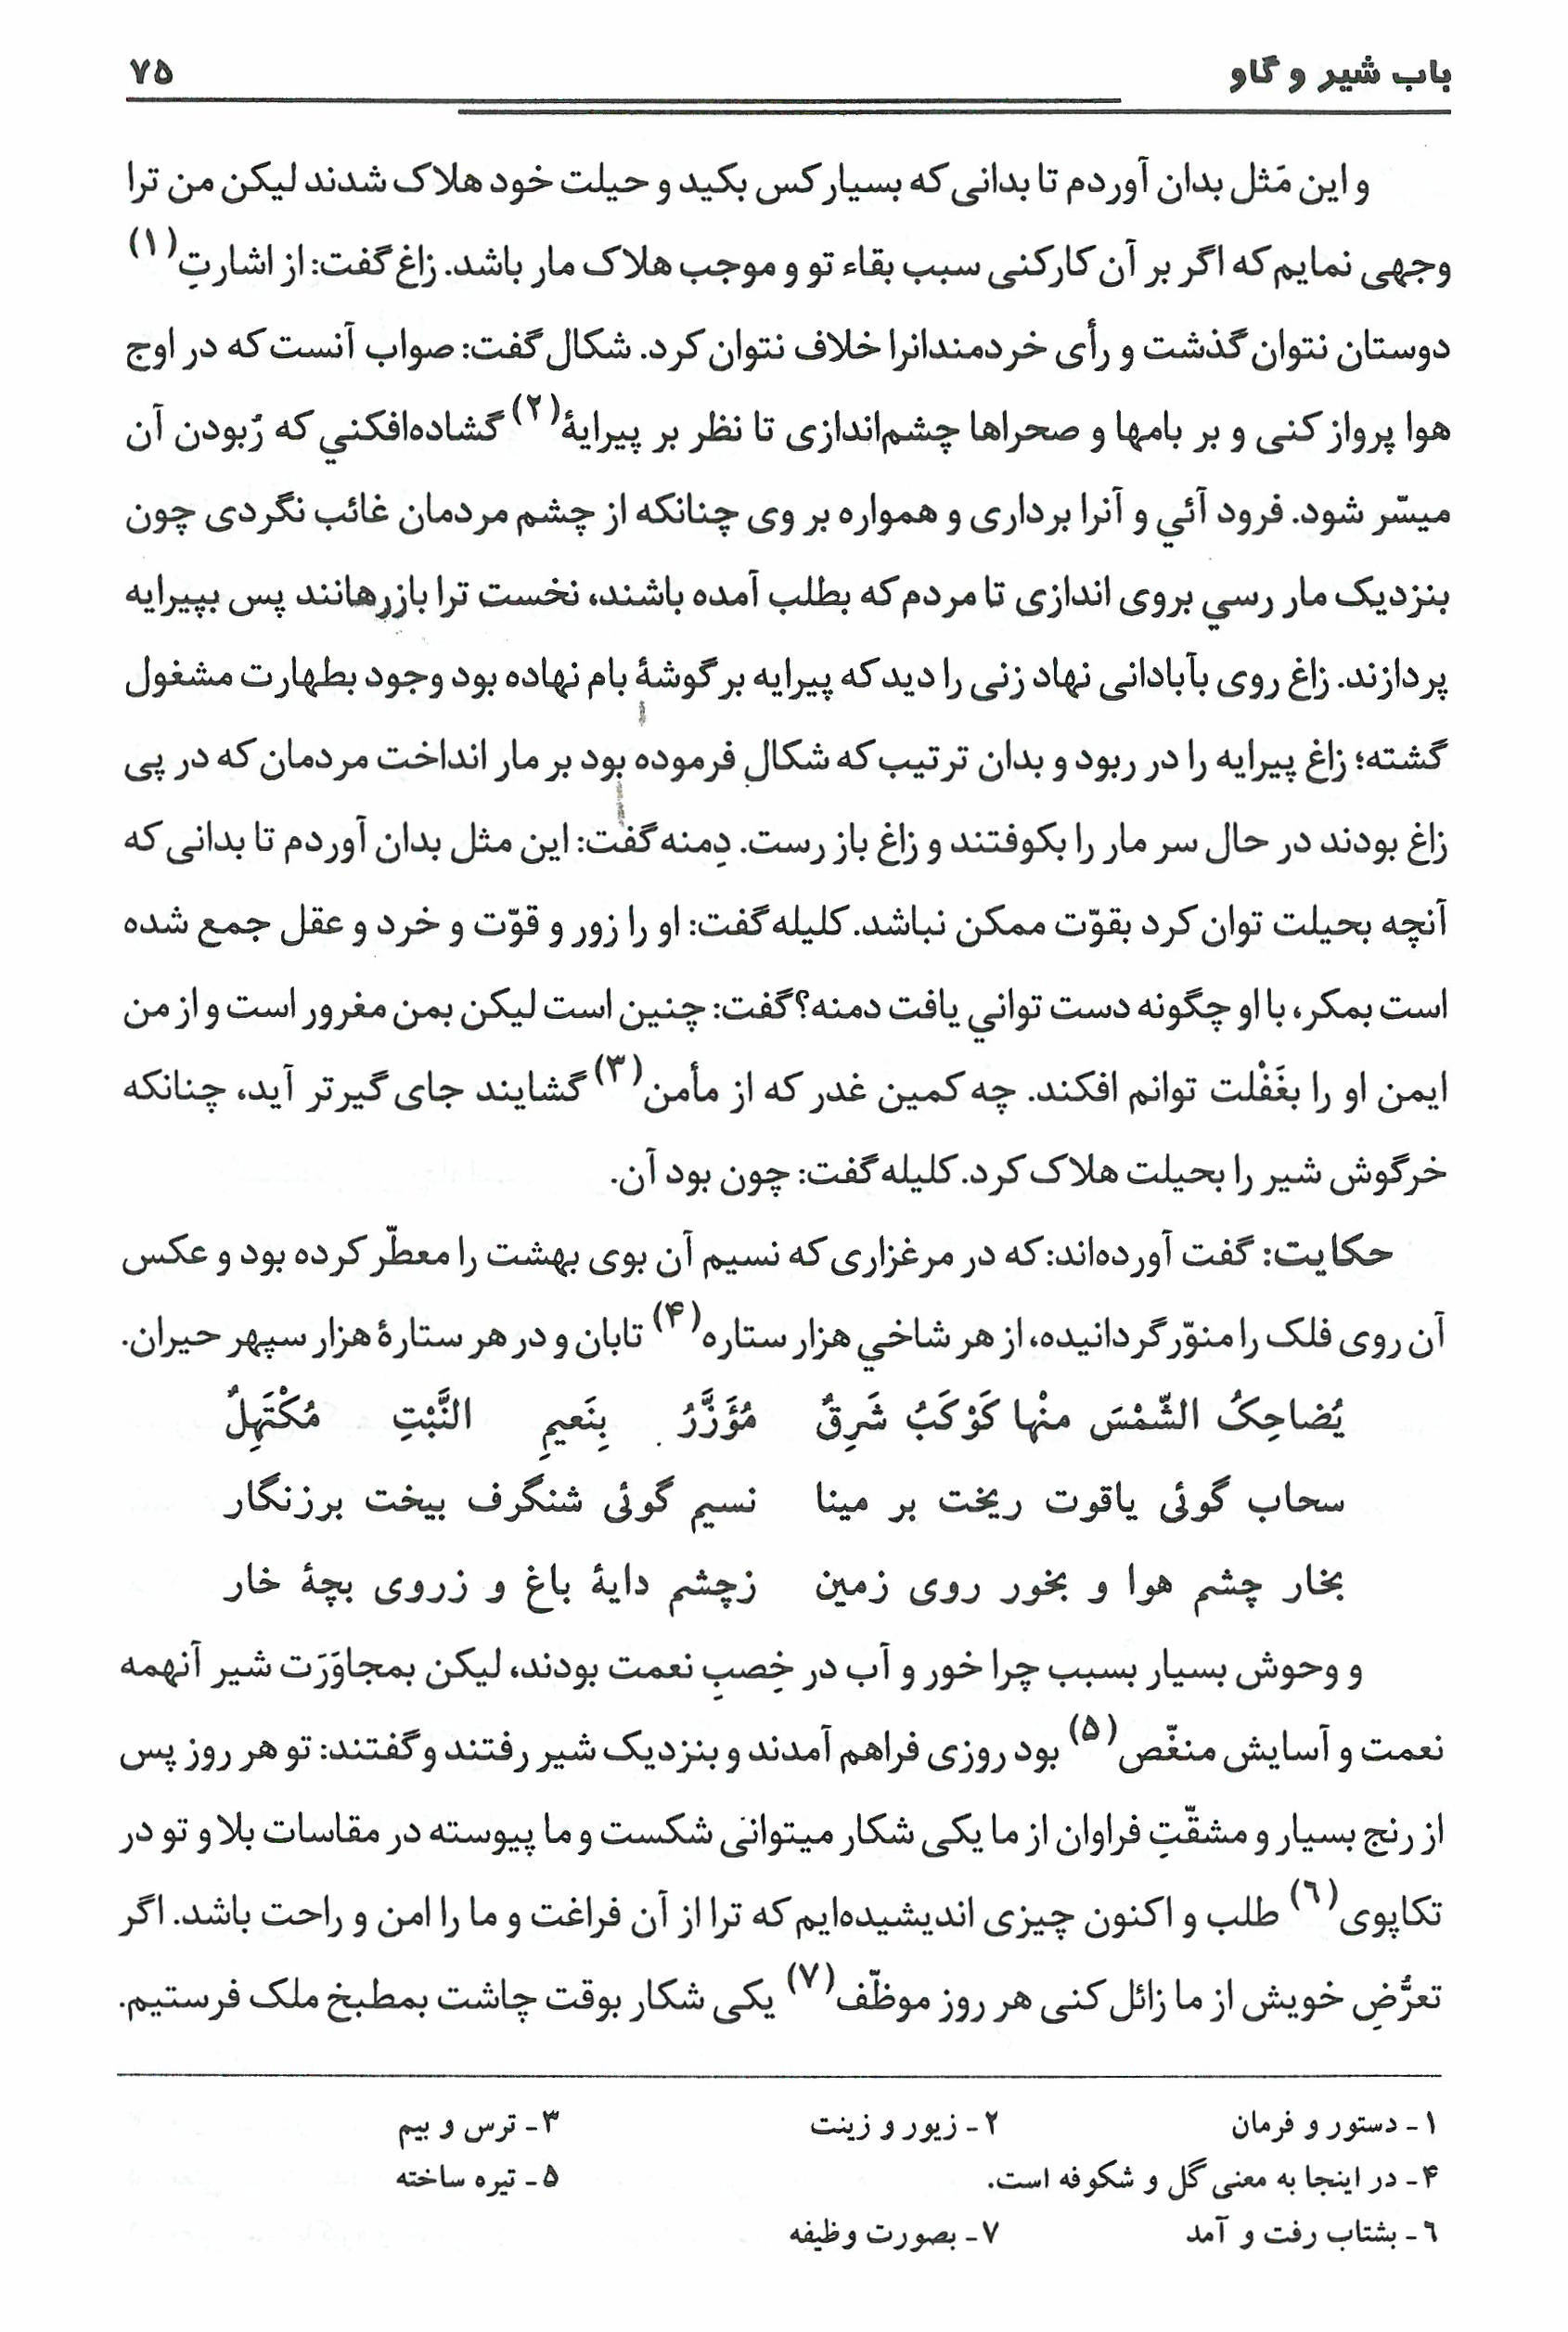 باب شیر و گاو ۷۵
و این مَثل بدان آوردم تا بدانی که بسیار کس بکید و حیلت خود هلاک شدند لیکن من ترا
وجهی نمایم که اگر بر آن کار کنی سبب بقاء تو و موجب هلاک مار باشد. زاغ گفت: از اشارتِ(۱)
دوستان نتوان گذشت و رأی خردمندانرا خلاف نتوان کرد. شکال گفت: صواب آنست که در اوج
هوا پرواز کنی و بر بامها و صحراها چشم‌اندازی تا نظر بر پیرایهٔ(۲) گشاده‌افکني که رُبودن آن
میسّر شود. فرود آئي و آنرا برداری و همواره بر وی چنانکه از چشم مردمان غائب نگردی چون
بنزدیک مار رسي بروی اندازی تا مردم که بطلب آمده باشند، نخست ترا بازرهانند پس بپیرایه
پردازند. زاغ روی بآبادانی نهاد زنی را دید که پیرایه بر گوشهٔ بام نهاده بود وجود بطهارت مشغول
گشته؛ زاغ پیرایه را در ربود و بدان ترتیب که شکالِ فرموده بود بر مار انداخت مردمان که در پی
زاغ بودند در حال سر مار را بکوفتند و زاغ باز رست. دِمنه گفت: این مثل بدان آوردم تا بدانی که
آنچه بحیلت توان کرد بقوّت ممکن نباشد. کلیله گفت: او را زور و قوّت و خرد و عقل جمع شده
است بمکر، با او چگونه دست تواني یافت دمنه؟ گفت: چنین است لیکن بمن مغرور است و از من
ایمن او را بغَفْلت توانم افکند. چه کمین غدر که از مأمن(۳) گشایند جای گیرتر آید، چنانکه
خرگوش شیر را بحیلت هلاک کرد. کلیله گفت: چون بود آن.
حکایت: گفت آورده‌اند: که در مرغزاری که نسیم آن بوی بهشت را معطّر کرده بود و عکس
آن روی فلک را منوّر گردانیده، از هر شاخي هزار ستاره(۴) تابان و در هر ستارهٔ هزار سپهر حیران.
یُضاحِکُ الشّمْسَ منْها کَوْکَبُ شَرِقٌ مُؤَزَّرُ بِنَعیمِ النَّبْتِ مُکْتَهِلٌ
سحاب گوئی یاقوت ریخت بر مینا نسیم گوئی شنگرف بیخت برزنگار
بخار چشم هوا و بخور روی زمین زچشم دایهٔ باغ و زروی بچهٔ خار
و وحوش بسیار بسبب چرا خور و آب در خِصبِ نعمت بودند، لیکن بمجاوَرَت شیر آنهمه
نعمت و آسایش منغّص(۵) بود روزی فراهم آمدند و بنزدیک شیر رفتند و گفتند: تو هر روز پس
از رنج بسیار و مشقّتِ فراوان از ما یکی شکار میتوانی شکست و ما پیوسته در مقاسات بلا و تو در
تکاپوی(٦) طلب و اکنون چیزی اندیشیده‌ایم که ترا از آن فراغت و ما را امن و راحت باشد. اگر
تعرُّضِ خویش از ما زائل کنی هر روز موظّف(۷) یکی شکار بوقت چاشت بمطبخ ملک فرستیم.
۱ـ دستور و فرمان ۲ـ زیور و زینت ۳ـ ترس و بیم
۴ـ در اینجا به معنی گل و شکوفه است. ۵ـ تیره ساخته
٦ـ بشتاب رفت و آمد ۷ـ بصورت وظیفه